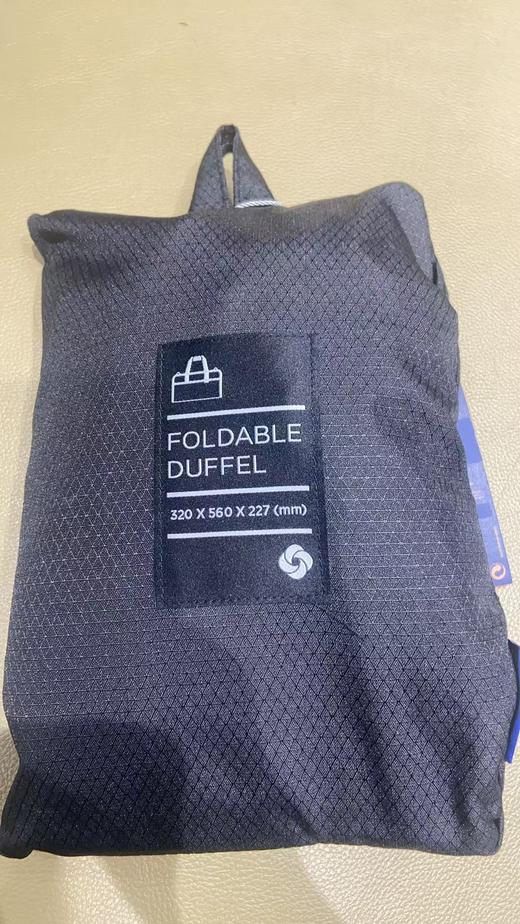 FOLDABLE
DUFFEL
320 X 560 X 227 (mm)